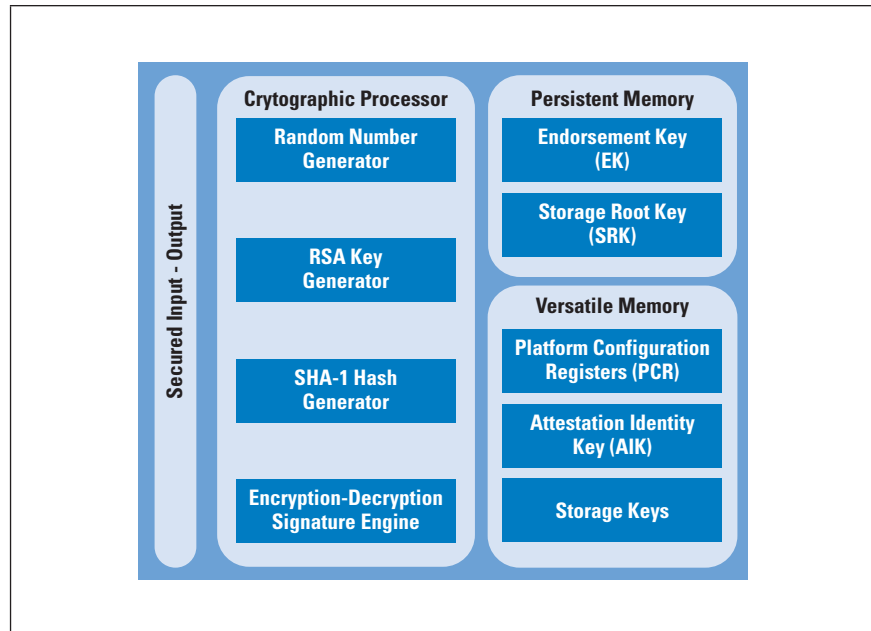 Secured Input - Output
Crytographic Processor
Random Number
Generator
RSA Key
Generator
SHA-1 Hash
Generator
Encryption-Decryption
Signature Engine
Persistent Memory
Endorsement Key
(EK)
Storage Root Key
(SRK)
Versatile Memory
Platform Configuration
Registers (PCR)
Attestation Identity
Key (AIK)
Storage Keys